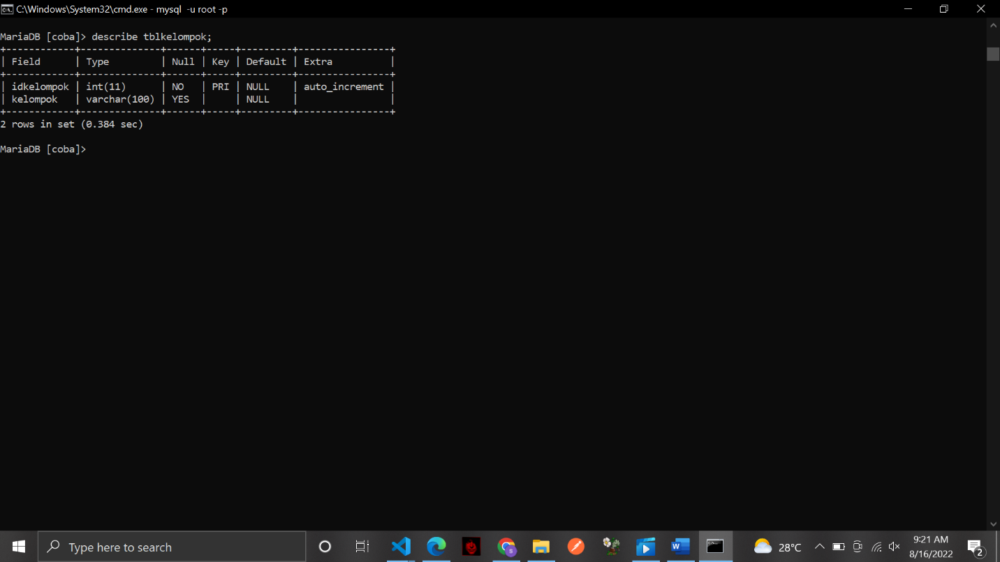 C:\Windows\System32\cmd.exe - mysql  -u root -p
MariaDB [coba]> describe tblkelompok;
+------------+--------------+------+-----+---------+----------------+
| Field      | Type         | Null | Key | Default | Extra          |
+------------+--------------+------+-----+---------+----------------+
| idkelompok | int(11)      | NO   | PRI | NULL    | auto_increment |
| kelompok   | varchar(100) | YES  |     | NULL    |                |
+------------+--------------+------+-----+---------+----------------+
2 rows in set (0.384 sec)
MariaDB [coba]>
Type here to search
28°C
9:21 AM
8/16/2022
2